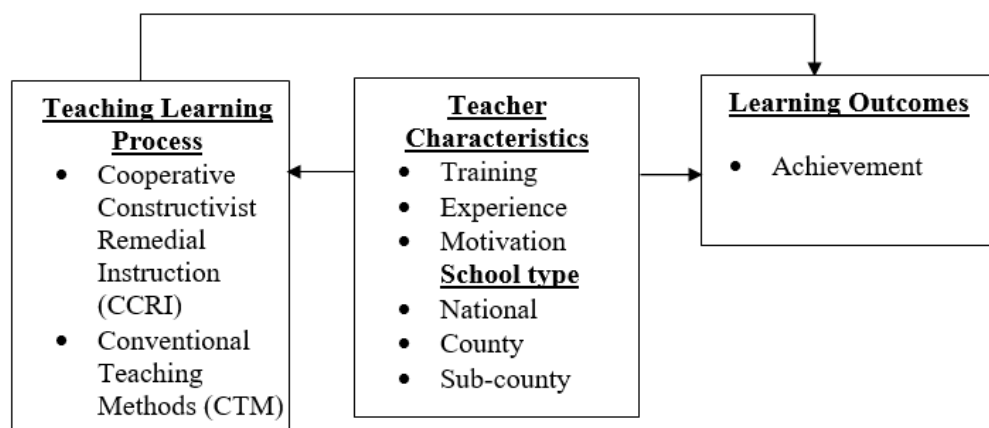 Teaching Learning
Process
• Cooperative
Constructivist
Remedial
Instruction
(CCRI)
• Conventional
Teaching
Methods (CTM)
Teacher
Characteristics
• Training
• Experience
• Motivation
School type
• National
• County
• Sub-county
Learning Outcomes
• Achievement